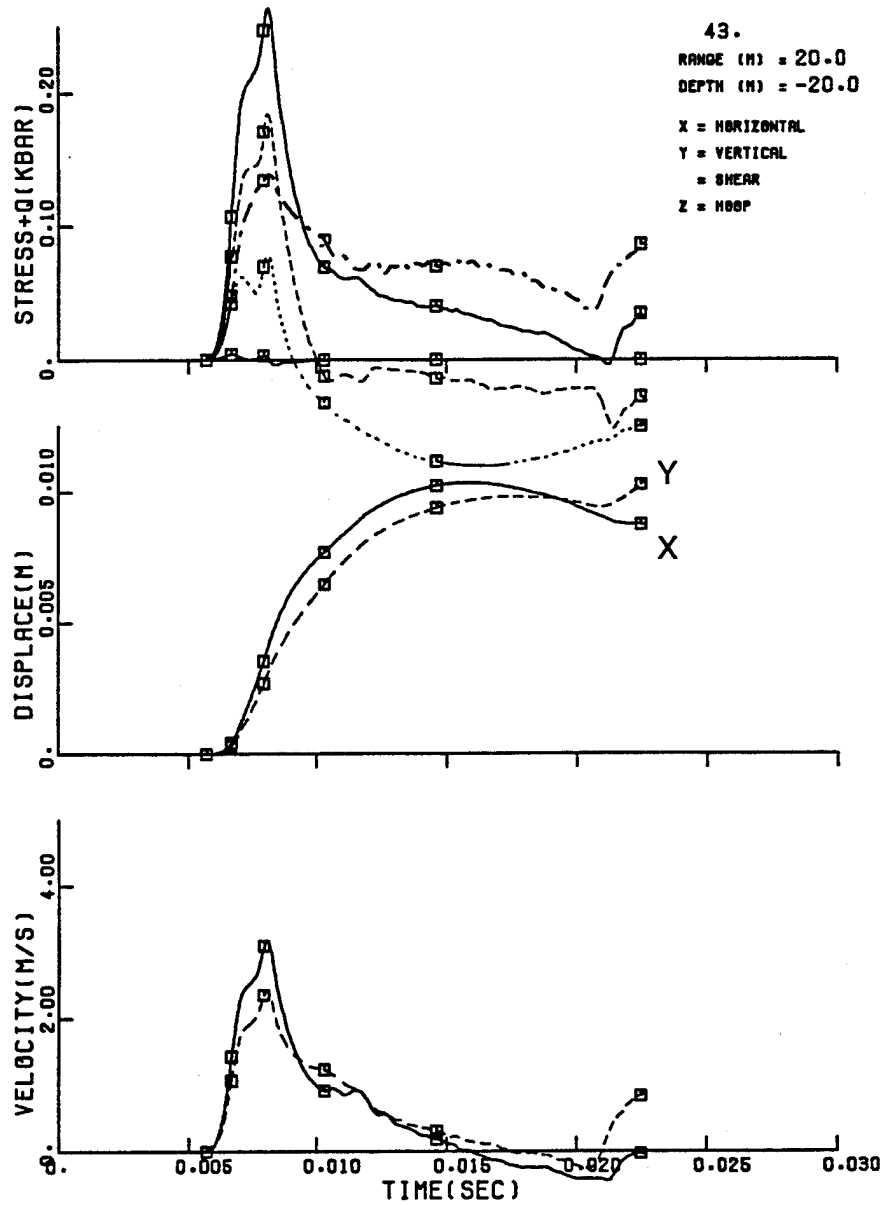 43.
RANGE (M) = 20.0
DEPTH (M) = -20.0
X = HORIZONTAL
Y = VERTICAL
= SHEAR
Z = HOOP
STRESS+Q(KBAR)
0.20
0.10
0.
DISPLACE(M)
0.010
0.005
0.
Y
X
VELOCITY(M/S)
4.00
2.00
0.
0. 0.005 0.010 0.015 0.020 0.025 0.030
TIME(SEC)